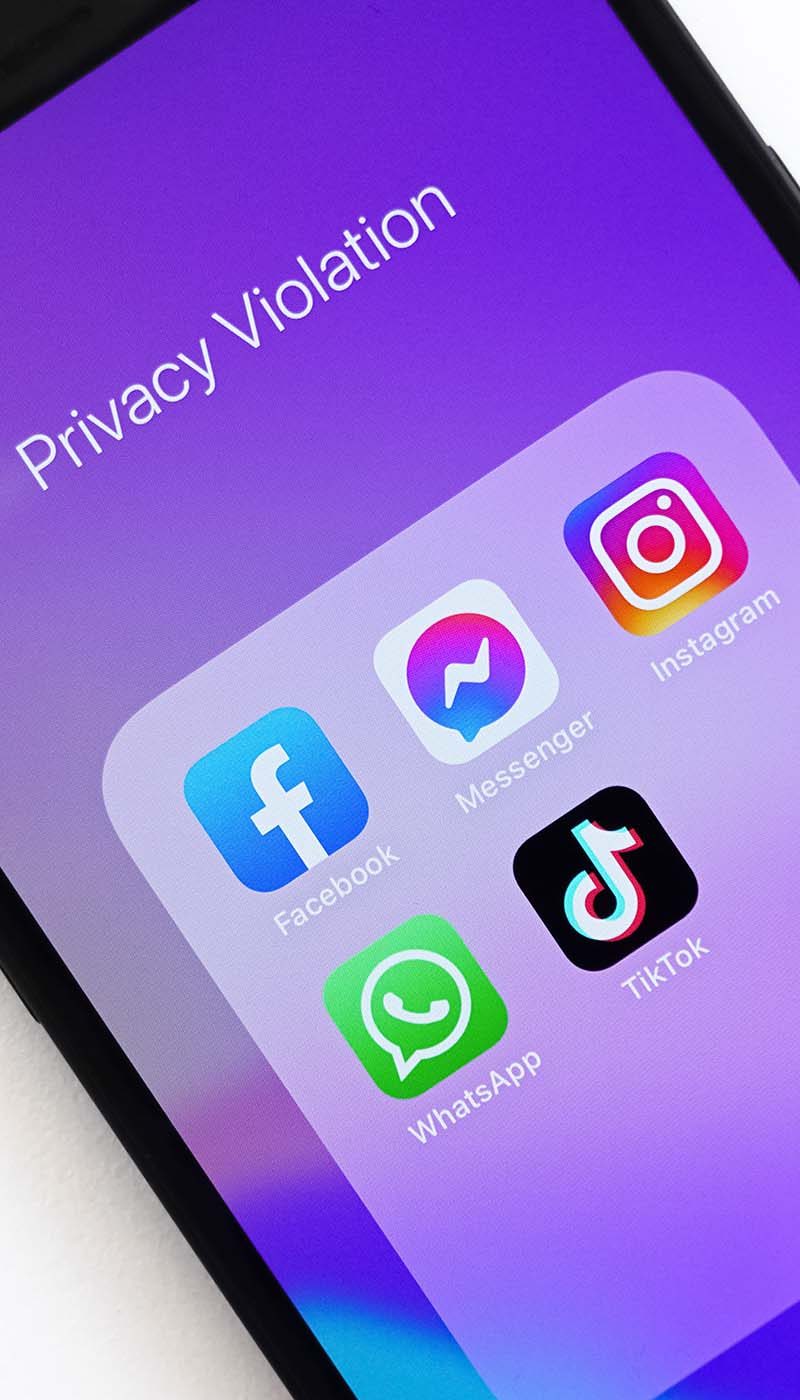 Privacy Violation
Facebook
Messenger
Instagram
WhatsApp
TikTok